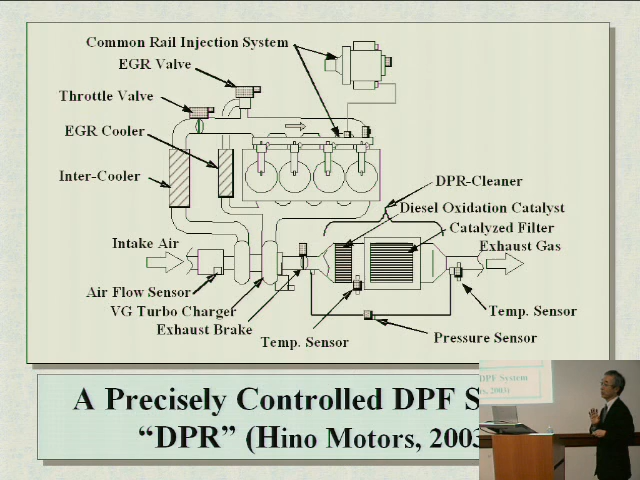 Common Rail Injection System
EGR Valve
Throttle Valve
EGR Cooler
Inter-Cooler
DPR-Cleaner
Diesel Oxidation Catalyst
Catalyzed Filter
Intake Air
Exhaust Gas
Air Flow Sensor
VG Turbo Charger
Exhaust Brake
Temp. Sensor
Temp. Sensor
Pressure Sensor
A Precisely Controlled DPF S
“DPR” (Hino Motors, 2003
DPF System
rs, 2003)